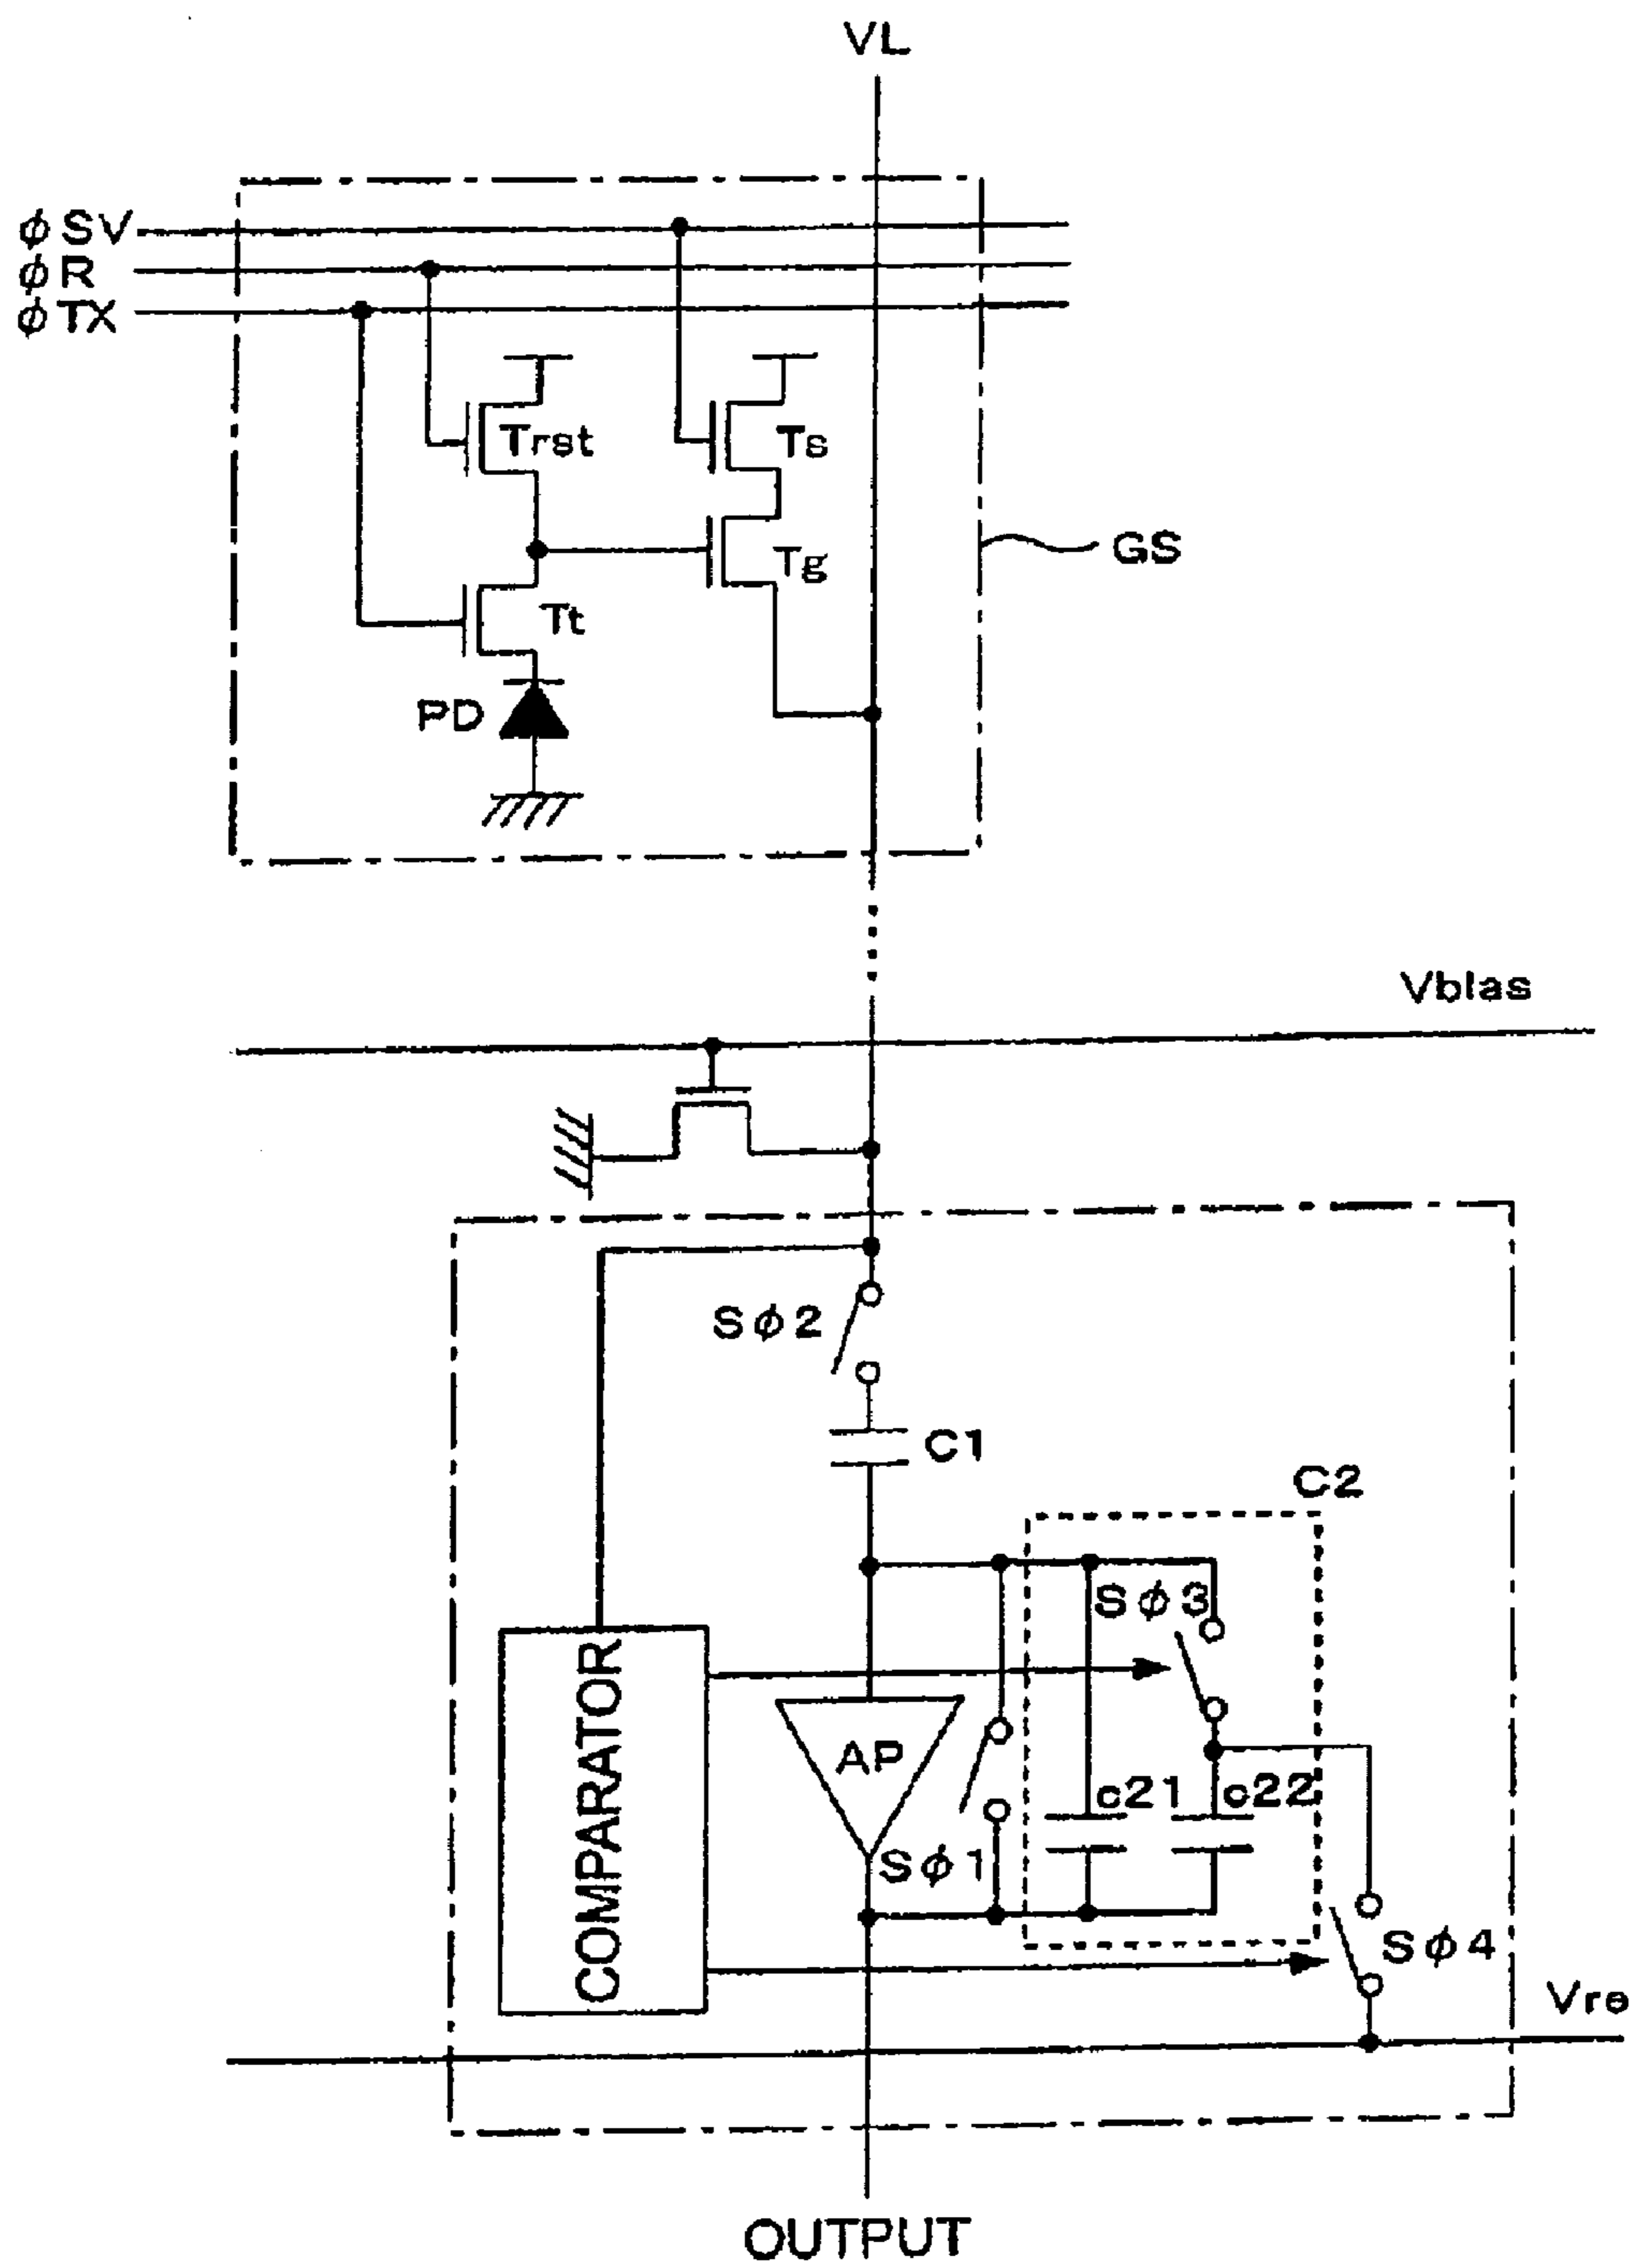 VL
φSV
φR
φTX
Trst
Ts
Tg
GS
Tt
PD
Vbias
Sφ2
C1
C2
Sφ3
COMPARATOR
AP
c21
c22
Sφ1
Sφ4
Vre
OUTPUT